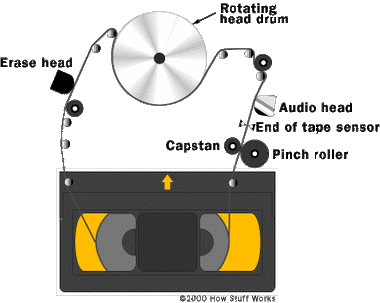 Rotating
head drum
Erase head
Audio head
End of tape sensor
Capstan
Pinch roller
©2000 How Stuff Works